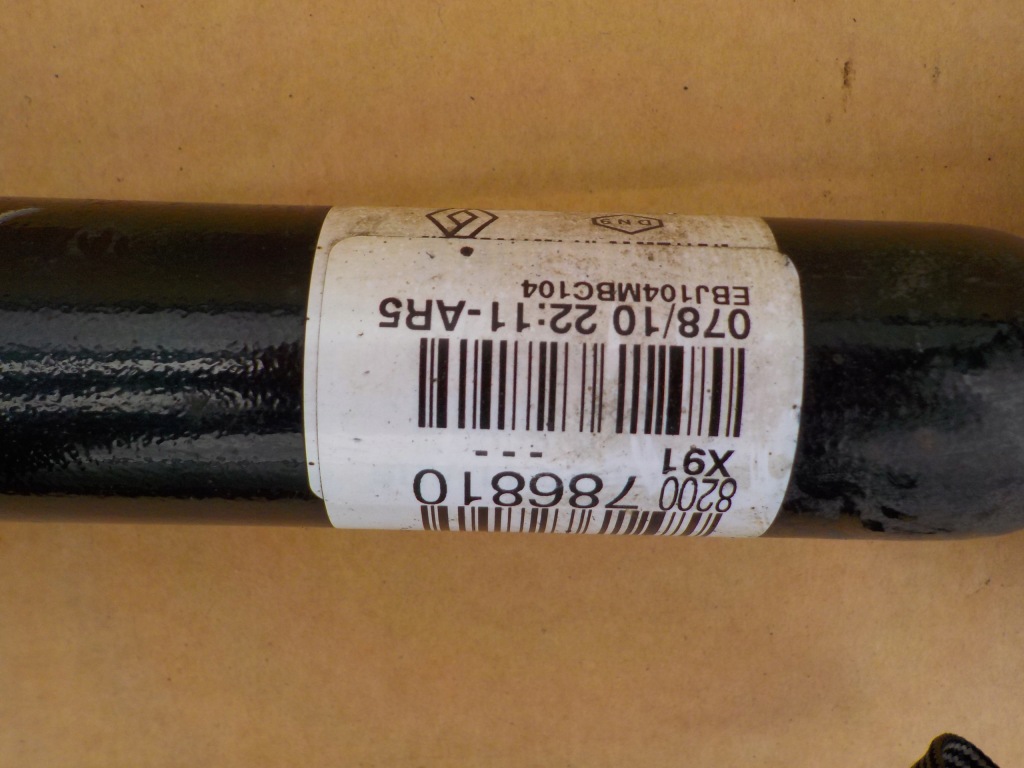 8200 786810
X91 ---
078/10 22:11-AR5
EBJ104MBC104